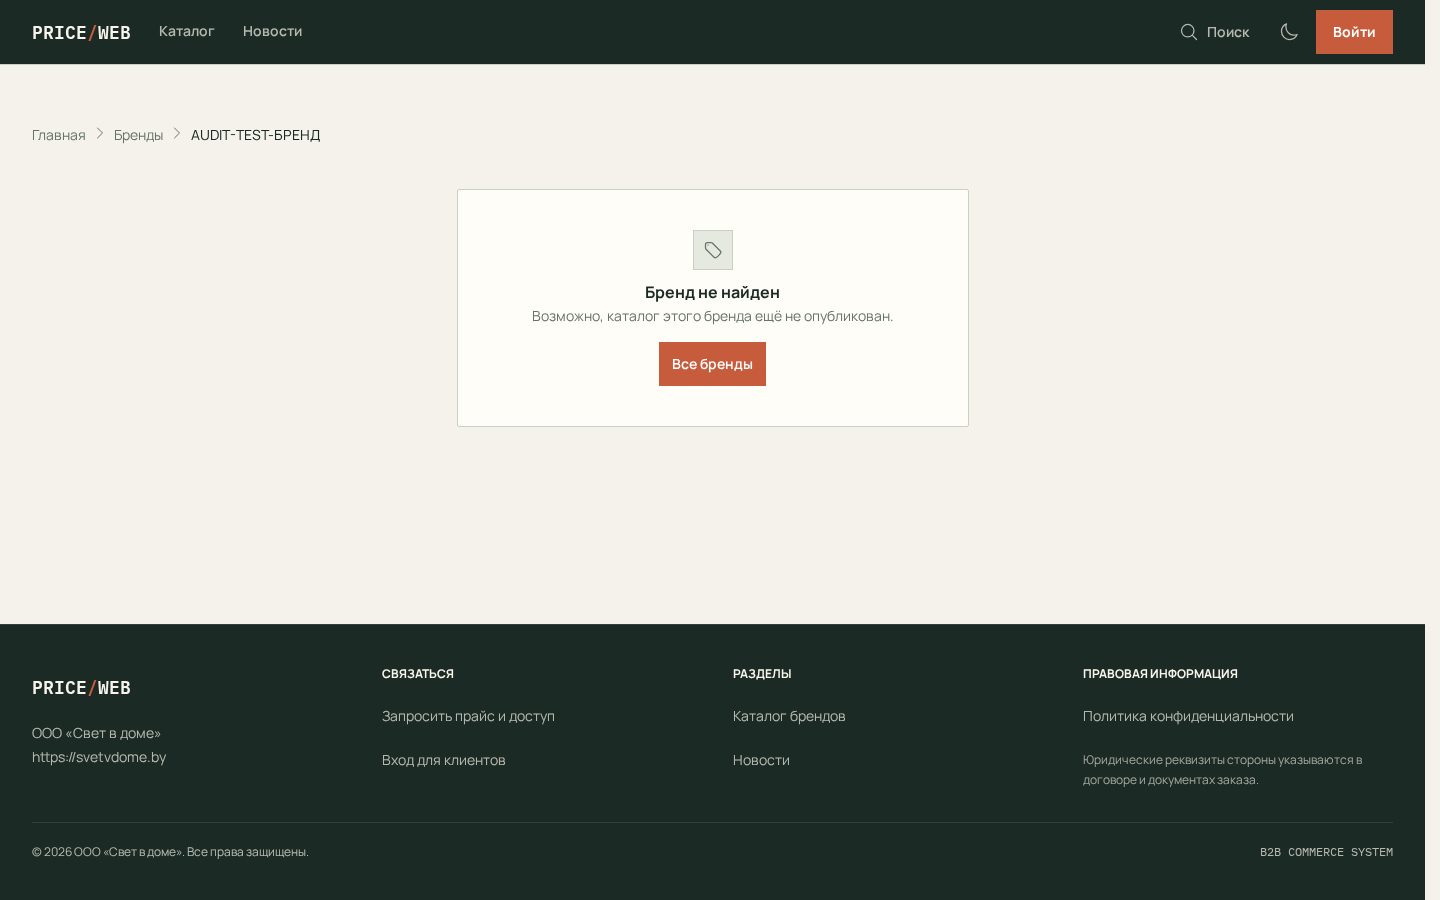 PRICE/WEB
Каталог
Новости
Поиск
Войти
Главная
Бренды
AUDIT-TEST-БРЕНД
Бренд не найден
Возможно, каталог этого бренда ещё не опубликован.
Все бренды
PRICE/WEB
ООО «Свет в доме»
https://svetvdome.by
СВЯЗАТЬСЯ
Запросить прайс и доступ
Вход для клиентов
РАЗДЕЛЫ
Каталог брендов
Новости
ПРАВОВАЯ ИНФОРМАЦИЯ
Политика конфиденциальности
Юридические реквизиты стороны указываются в
договоре и документах заказа.
© 2026 ООО «Свет в доме». Все права защищены.
B2B COMMERCE SYSTEM